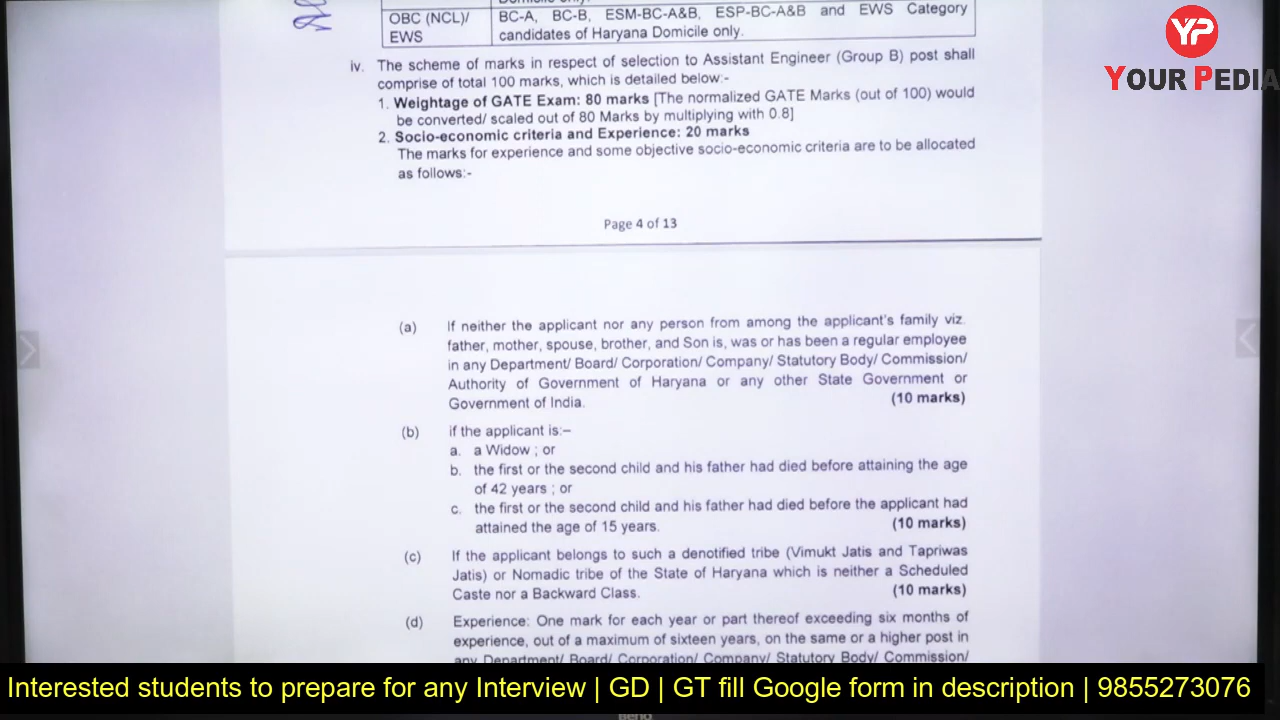 YP
YOUR PEDIA
OBC (NCL)/
EWS
BC-A, BC-B, ESM-BC-A&B, ESP-BC-A&B and EWS Category
candidates of Haryana Domicile only.
iv. The scheme of marks in respect of selection to Assistant Engineer (Group B) post shall
comprise of total 100 marks, which is detailed below:-
1. Weightage of GATE Exam: 80 marks [The normalized GATE Marks (out of 100) would
be converted/ scaled out of 80 Marks by multiplying with 0.8]
2. Socio-economic criteria and Experience: 20 marks
The marks for experience and some objective socio-economic criteria are to be allocated
as follows:-
Page 4 of 13
(a) If neither the applicant nor any person from among the applicant's family viz.
father, mother, spouse, brother, and Son is, was or has been a regular employee
in any Department/ Board/ Corporation/ Company/ Statutory Body/ Commission/
Authority of Government of Haryana or any other State Government or
Government of India. (10 marks)
(b) if the applicant is:–
a. a Widow ; or
b. the first or the second child and his father had died before attaining the age
of 42 years ; or
c. the first or the second child and his father had died before the applicant had
attained the age of 15 years. (10 marks)
(c) If the applicant belongs to such a denotified tribe (Vimukt Jatis and Tapriwas
Jatis) or Nomadic tribe of the State of Haryana which is neither a Scheduled
Caste nor a Backward Class. (10 marks)
(d) Experience: One mark for each year or part thereof exceeding six months of
experience, out of a maximum of sixteen years, on the same or a higher post in
any Department/ Board/ Corporation/ Company/ Statutory Body/ Commission/
Interested students to prepare for any Interview | GD | GT fill Google form in description | 9855273076
BenQ